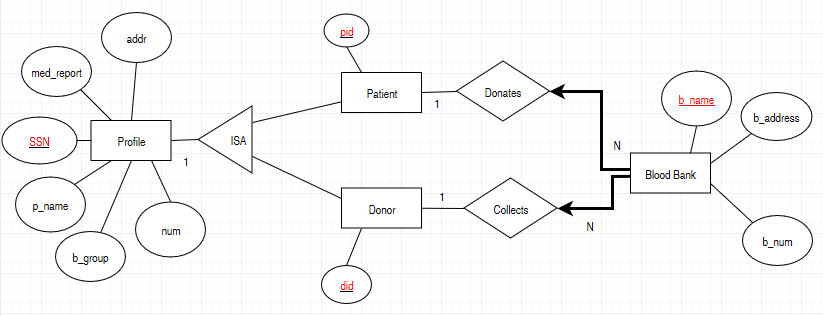 addr
pid
med_report
Patient
1
Donates
b_name
b_address
SSN
Profile
1
ISA
N
Blood Bank
p_name
num
b_group
Donor
1
Collects
N
b_num
did